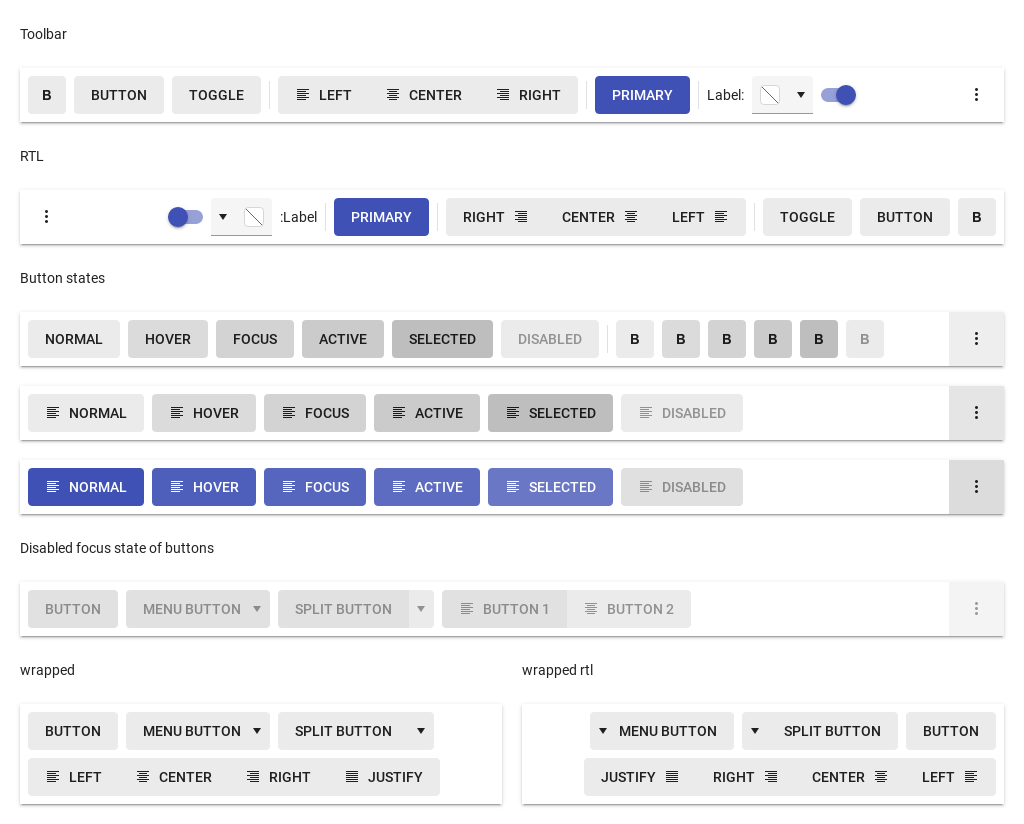 Toolbar
B BUTTON TOGGLE LEFT CENTER RIGHT PRIMARY Label:
RTL
:Label PRIMARY RIGHT CENTER LEFT TOGGLE BUTTON B
Button states
NORMAL HOVER FOCUS ACTIVE SELECTED DISABLED B B B B B B
NORMAL HOVER FOCUS ACTIVE SELECTED DISABLED
NORMAL HOVER FOCUS ACTIVE SELECTED DISABLED
Disabled focus state of buttons
BUTTON MENU BUTTON SPLIT BUTTON BUTTON 1 BUTTON 2
wrapped
BUTTON MENU BUTTON SPLIT BUTTON
LEFT CENTER RIGHT JUSTIFY
wrapped rtl
MENU BUTTON SPLIT BUTTON BUTTON
JUSTIFY RIGHT CENTER LEFT